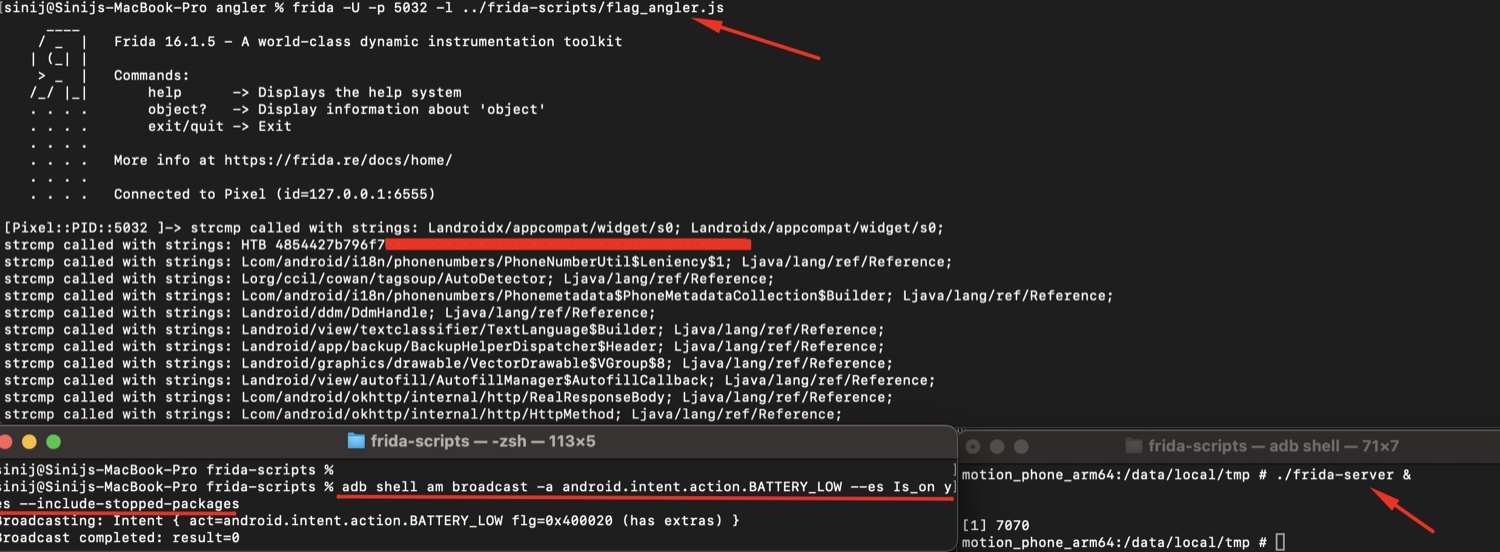 [sinij@Sinijs-MacBook-Pro angler % frida -U -p 5032 -l ../frida-scripts/flag_angler.js
     ____
    / _  |   Frida 16.1.5 - A world-class dynamic instrumentation toolkit
   | (_| |
    > _  |   Commands:
   /_/ |_|       help      -> Displays the help system
   . . . .       object?   -> Display information about 'object'
   . . . .       exit/quit -> Exit
   . . . .
   . . . .   More info at https://frida.re/docs/home/
   . . . .
   . . . .   Connected to Pixel (id=127.0.0.1:6555)
[Pixel::PID::5032 ]-> strcmp called with strings: Landroidx/appcompat/widget/s0; Landroidx/appcompat/widget/s0;
strcmp called with strings: HTB 4854427b796f7
strcmp called with strings: Lcom/android/i18n/phonenumbers/PhoneNumberUtil$Leniency$1; Ljava/lang/ref/Reference;
strcmp called with strings: Lorg/ccil/cowan/tagsoup/AutoDetector; Ljava/lang/ref/Reference;
strcmp called with strings: Lcom/android/i18n/phonenumbers/Phonemetadata$PhoneMetadataCollection$Builder; Ljava/lang/ref/Reference;
strcmp called with strings: Landroid/ddm/DdmHandle; Ljava/lang/ref/Reference;
strcmp called with strings: Landroid/view/textclassifier/TextLanguage$Builder; Ljava/lang/ref/Reference;
strcmp called with strings: Landroid/app/backup/BackupHelperDispatcher$Header; Ljava/lang/ref/Reference;
strcmp called with strings: Landroid/graphics/drawable/VectorDrawable$VGroup$8; Ljava/lang/ref/Reference;
strcmp called with strings: Landroid/view/autofill/AutofillManager$AutofillCallback; Ljava/lang/ref/Reference;
strcmp called with strings: Lcom/android/okhttp/internal/http/RealResponseBody; Ljava/lang/ref/Reference;
strcmp called with strings: Lcom/android/okhttp/internal/http/HttpMethod; Ljava/lang/ref/Reference;
frida-scripts — -zsh — 113×5
sinij@Sinijs-MacBook-Pro frida-scripts %
sinij@Sinijs-MacBook-Pro frida-scripts % adb shell am broadcast -a android.intent.action.BATTERY_LOW --es Is_on y]
es --include-stopped-packages
Broadcasting: Intent { act=android.intent.action.BATTERY_LOW flg=0x400020 (has extras) }
Broadcast completed: result=0
frida-scripts — adb shell — 71×7
motion_phone_arm64:/data/local/tmp # ./frida-server &
[1] 7070
motion_phone_arm64:/data/local/tmp #